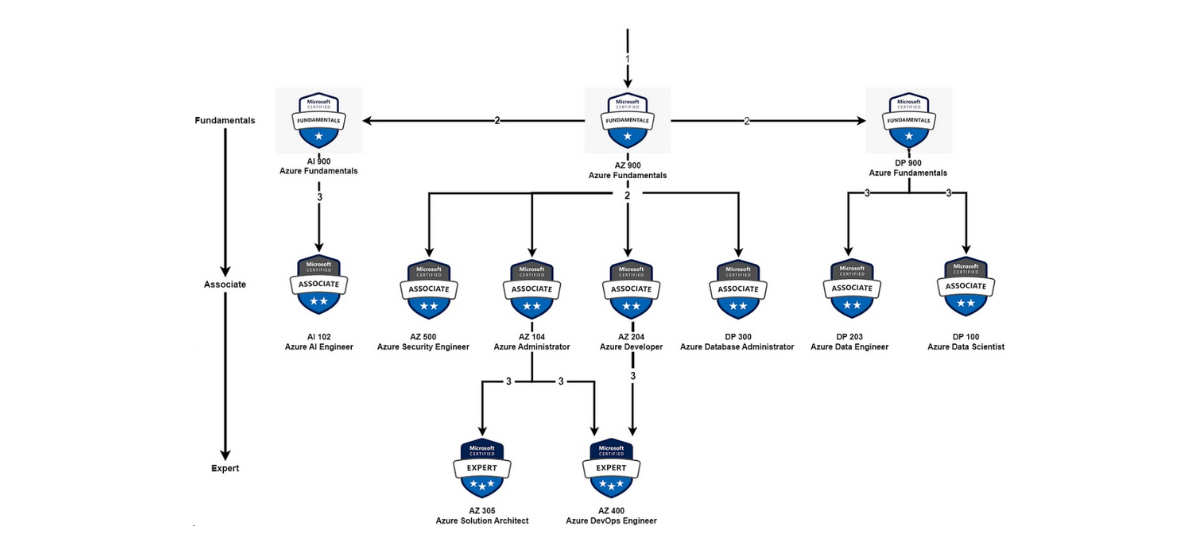 1
Microsoft
CERTIFIED
FUNDAMENTALS
Microsoft
CERTIFIED
FUNDAMENTALS
Microsoft
CERTIFIED
FUNDAMENTALS
Fundamentals
2
2
AI 900
Azure Fundamentals
AZ 900
Azure Fundamentals
DP 900
Azure Fundamentals
3
2
3
3
Microsoft
CERTIFIED
ASSOCIATE
Microsoft
CERTIFIED
ASSOCIATE
Microsoft
CERTIFIED
ASSOCIATE
Microsoft
CERTIFIED
ASSOCIATE
Microsoft
CERTIFIED
ASSOCIATE
Microsoft
CERTIFIED
ASSOCIATE
Microsoft
CERTIFIED
ASSOCIATE
Associate
AI 102
Azure AI Engineer
AZ 500
Azure Security Engineer
AZ 104
Azure Administrator
AZ 204
Azure Developer
DP 300
Azure Database Administrator
DP 203
Azure Data Engineer
DP 100
Azure Data Scientist
3
3
3
Microsoft
CERTIFIED
EXPERT
Microsoft
CERTIFIED
EXPERT
Expert
AZ 305
Azure Solution Architect
AZ 400
Azure DevOps Engineer